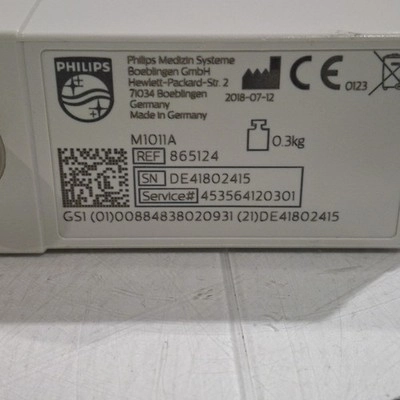 PHILIPS
Philips Medizin Systeme
Boeblingen GmbH
Hewlett-Packard-Str. 2
71034 Boeblingen
Germany
Made in Germany
2018-07-12
CE 0123
M1011A
0.3kg
REF 865124
SN DE41802415
Service# 453564120301
GS1 (01)00884838020931 (21)DE41802415